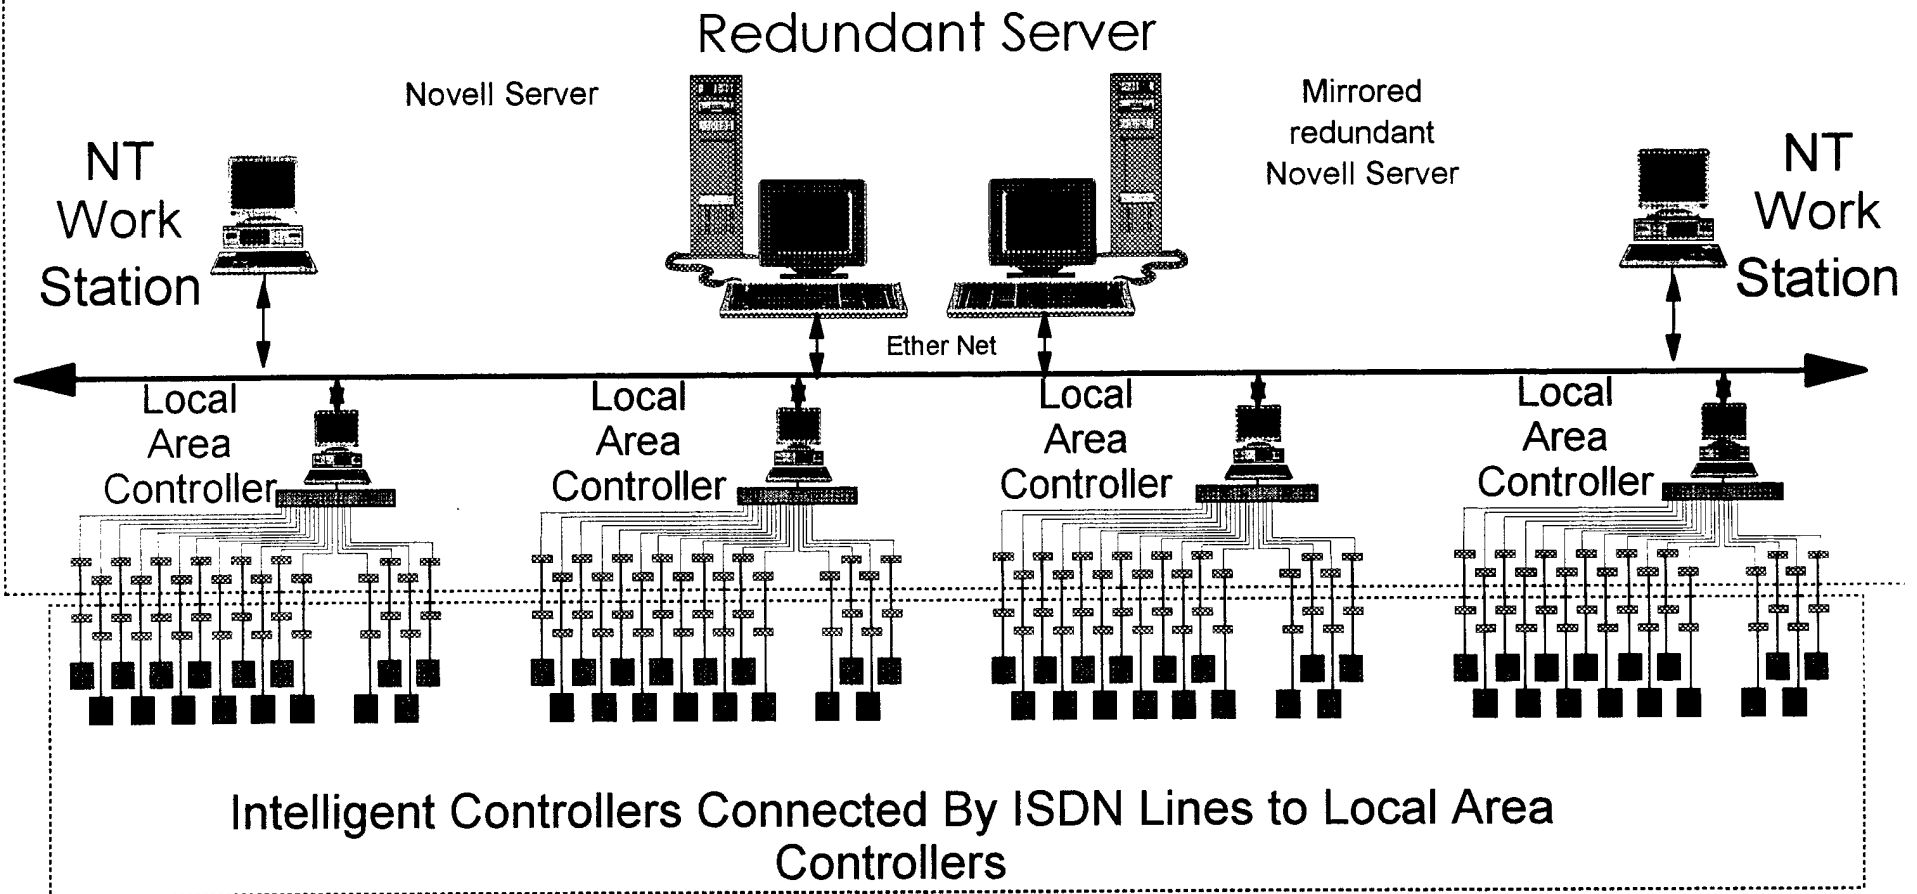 Redundant Server
Novell Server
Mirrored
redundant
Novell Server
NT
Work
Station
NT
Work
Station
Ether Net
Local
Area
Controller
Local
Area
Controller
Local
Area
Controller
Local
Area
Controller
Intelligent Controllers Connected By ISDN Lines to Local Area
Controllers